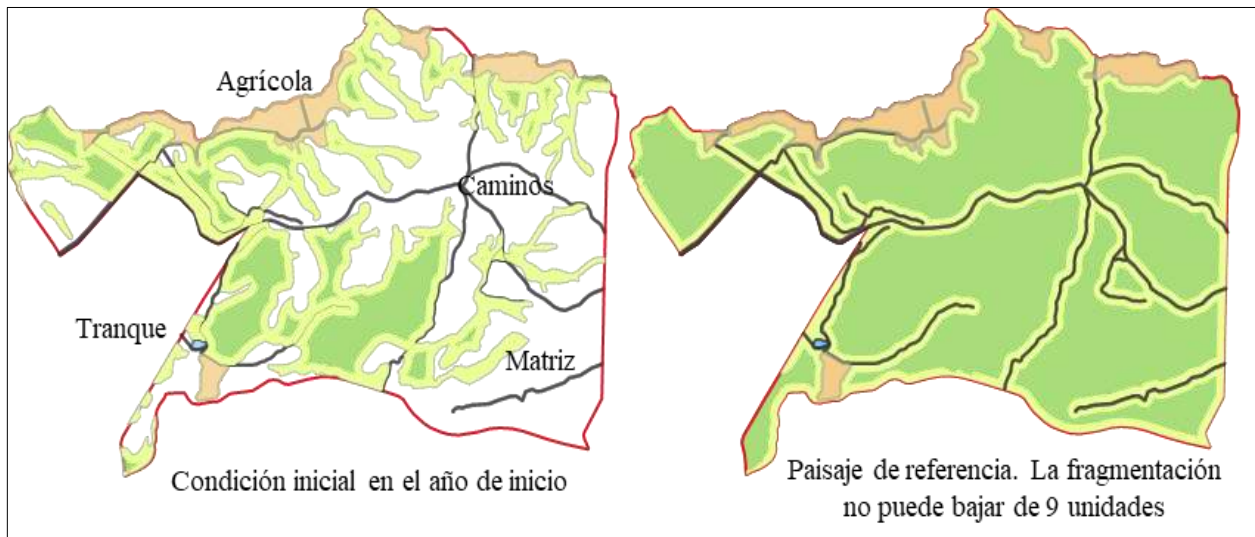 Agrícola
Caminos
Tranque
Matriz
Condición inicial en el año de inicio
Paisaje de referencia. La fragmentación
no puede bajar de 9 unidades